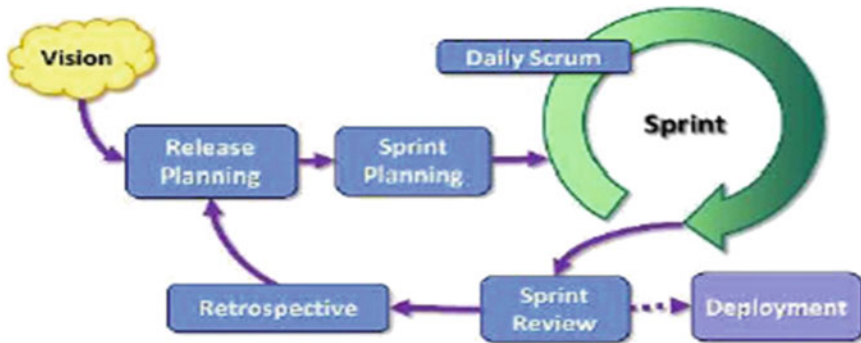 Vision
Daily Scrum
Sprint
Release
Planning
Sprint
Planning
Retrospective
Sprint
Review
Deployment